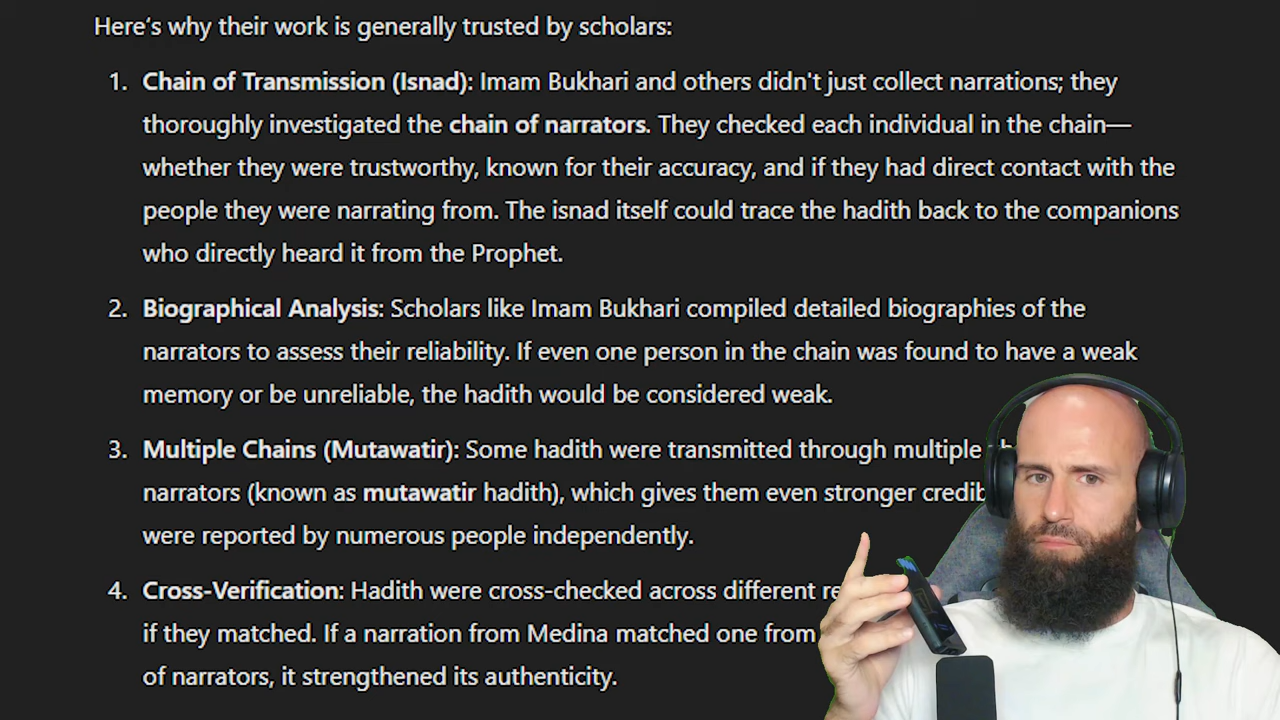 Here's why their work is generally trusted by scholars:
1. Chain of Transmission (Isnad): Imam Bukhari and others didn't just collect narrations; they
thoroughly investigated the chain of narrators. They checked each individual in the chain—
whether they were trustworthy, known for their accuracy, and if they had direct contact with the
people they were narrating from. The isnad itself could trace the hadith back to the companions
who directly heard it from the Prophet.
2. Biographical Analysis: Scholars like Imam Bukhari compiled detailed biographies of the
narrators to assess their reliability. If even one person in the chain was found to have a weak
memory or be unreliable, the hadith would be considered weak.
3. Multiple Chains (Mutawatir): Some hadith were transmitted through multiple
narrators (known as mutawatir hadith), which gives them even stronger
were reported by numerous people independently.
4. Cross-Verification: Hadith were cross-checked across different
if they matched. If a narration from Medina matched one from
of narrators, it strengthened its authenticity.